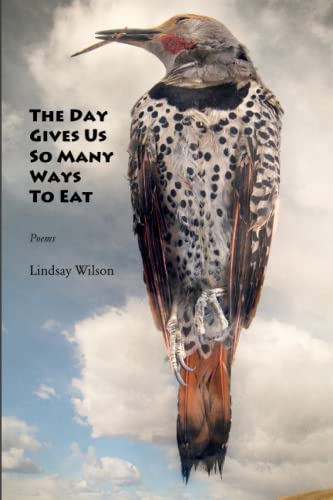 The Day
Gives Us
So Many
Ways
To Eat
Poems
Lindsay Wilson